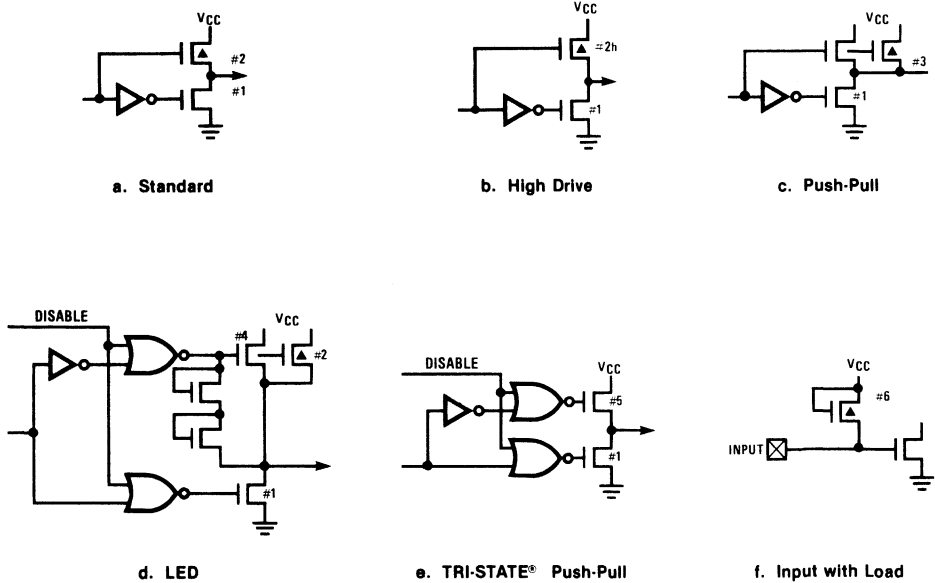 VCC
#2
#1
a. Standard
VCC
#2h
#1
b. High Drive
VCC
#3
#1
c. Push-Pull
DISABLE
#4
VCC
#2
#1
d. LED
DISABLE
VCC
#5
#1
e. TRI-STATE® Push-Pull
VCC
#6
INPUT
f. Input with Load